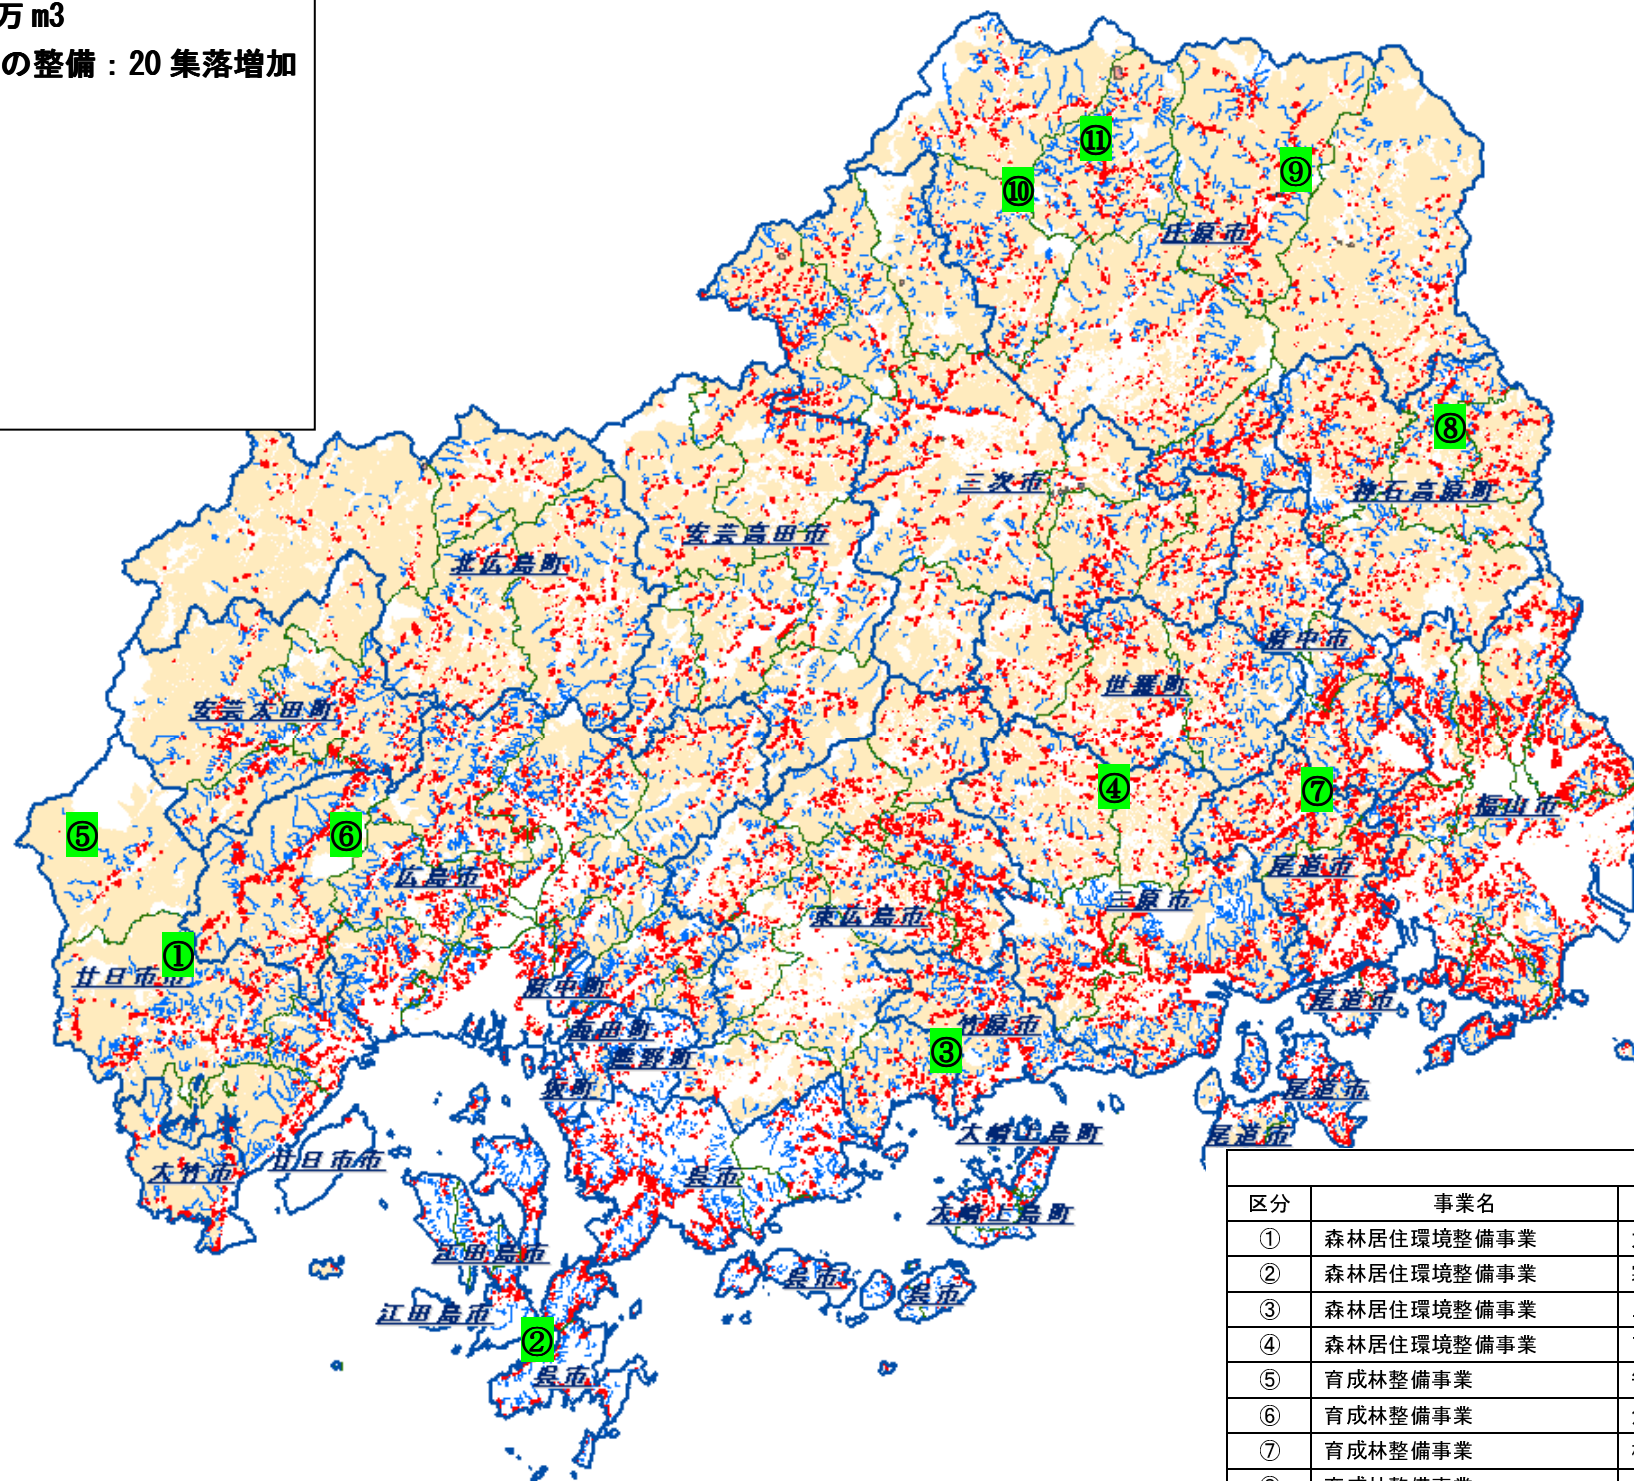 万 m3
の整備：20 集落増加
⑪
⑨
⑩
庄原市
⑧
三次市
神石高原町
安芸高田市
北広島町
府中市
世羅町
安芸太田町
④
⑦
福山市
⑤
⑥
尾道市
広島市
三原市
東広島市
①
廿日市市
府中町
尾道市
海田町
竹原市
③
熊野町
坂町
尾道市
大崎上島町
尾道市
廿日市市
大竹市
呉市
大崎上島町
江田島市
呉市
呉市
江田島市
②
呉市
区分 事業名
① 森林居住環境整備事業
② 森林居住環境整備事業
③ 森林居住環境整備事業
④ 森林居住環境整備事業
⑤ 育成林整備事業
⑥ 育成林整備事業
⑦ 育成林整備事業